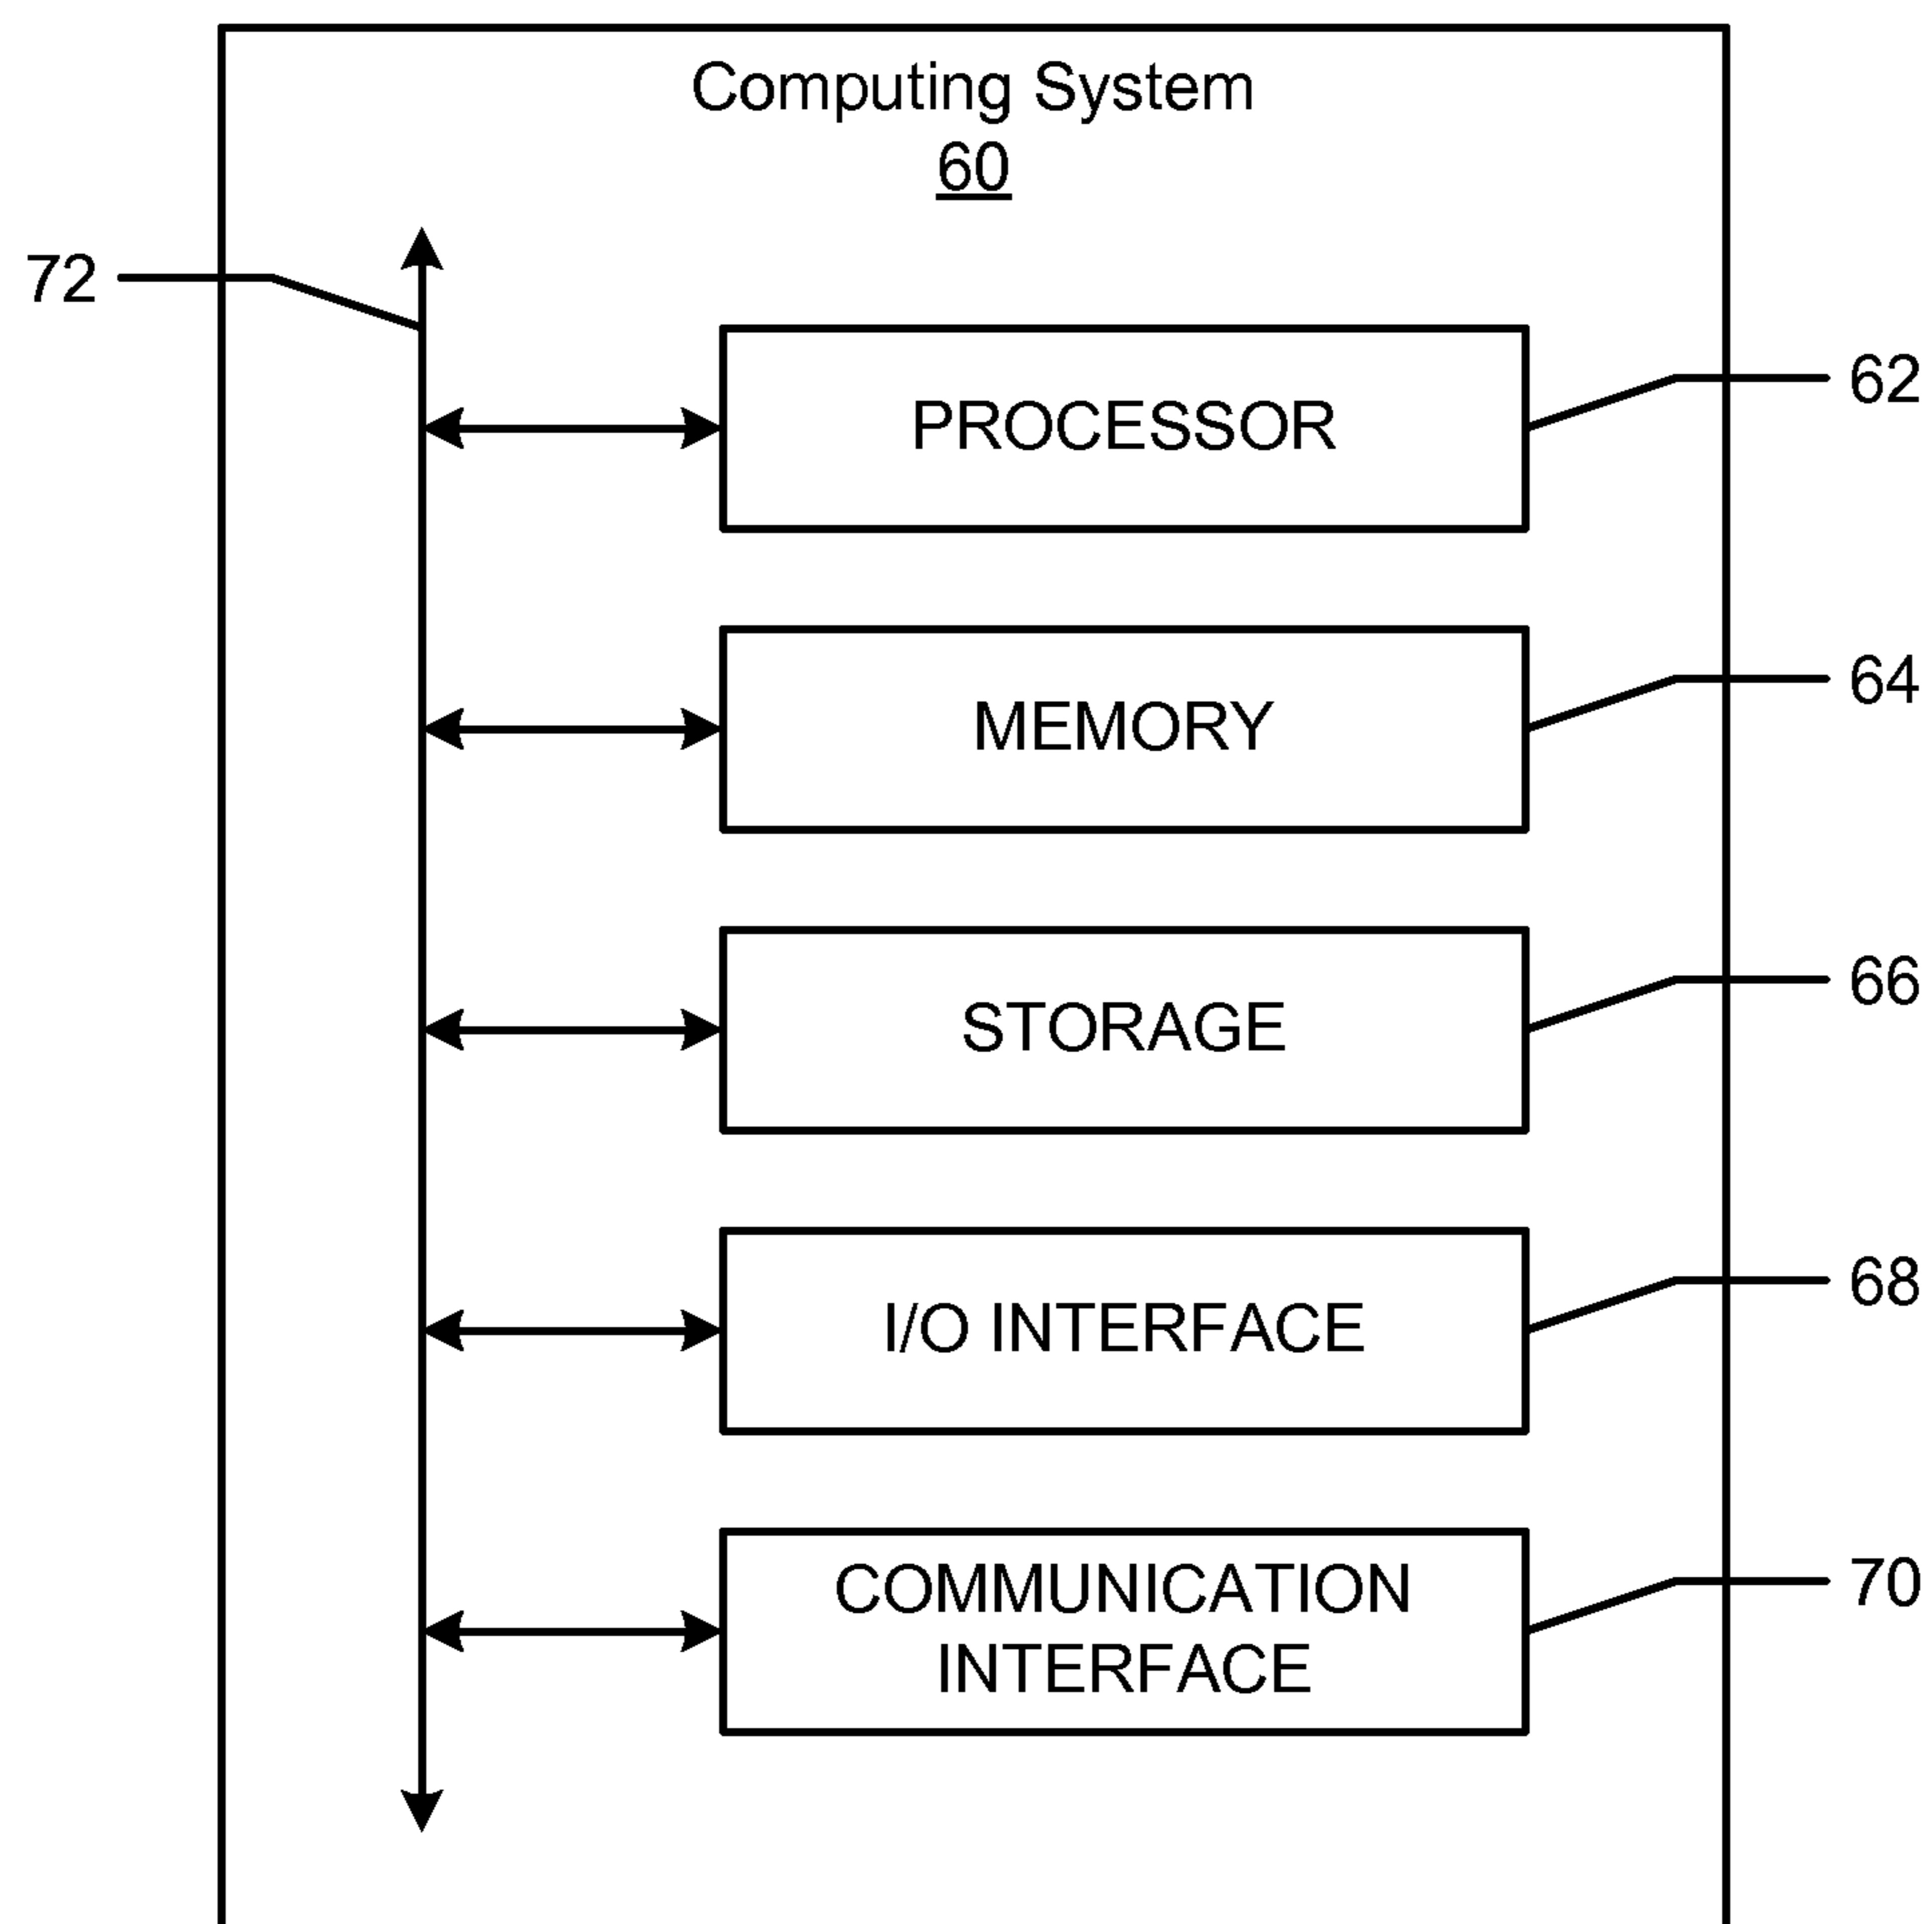 Computing System
60
72
PROCESSOR
62
MEMORY
64
STORAGE
66
I/O INTERFACE
68
COMMUNICATION
INTERFACE
70